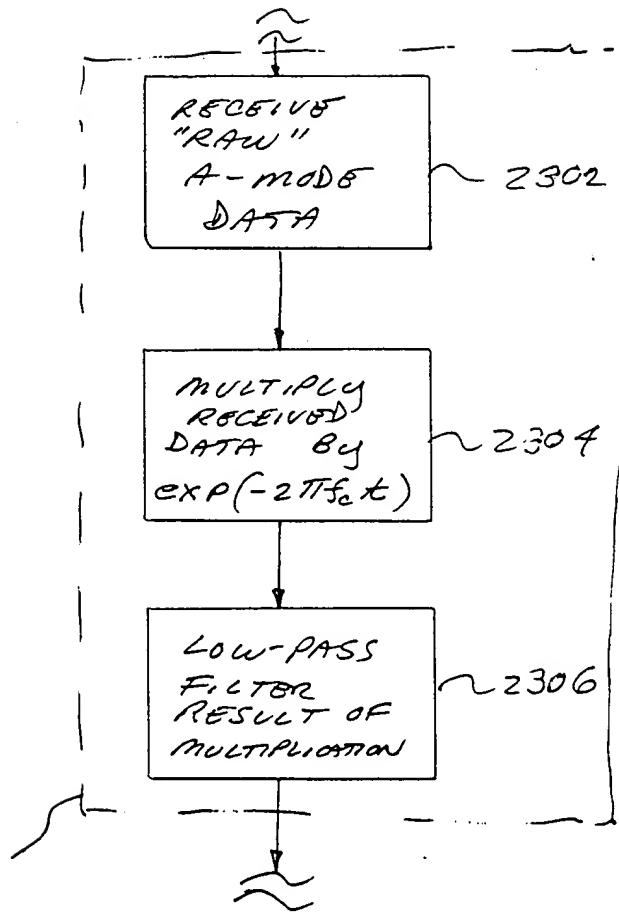 RECEIVE
"RAW"
A-MODE
DATA
2302
MULTIPLY
RECEIVED
DATA By
exp(-2πfct)
2304
LOW-PASS
FILTER
RESULT OF
MULTIPLICATION
2306